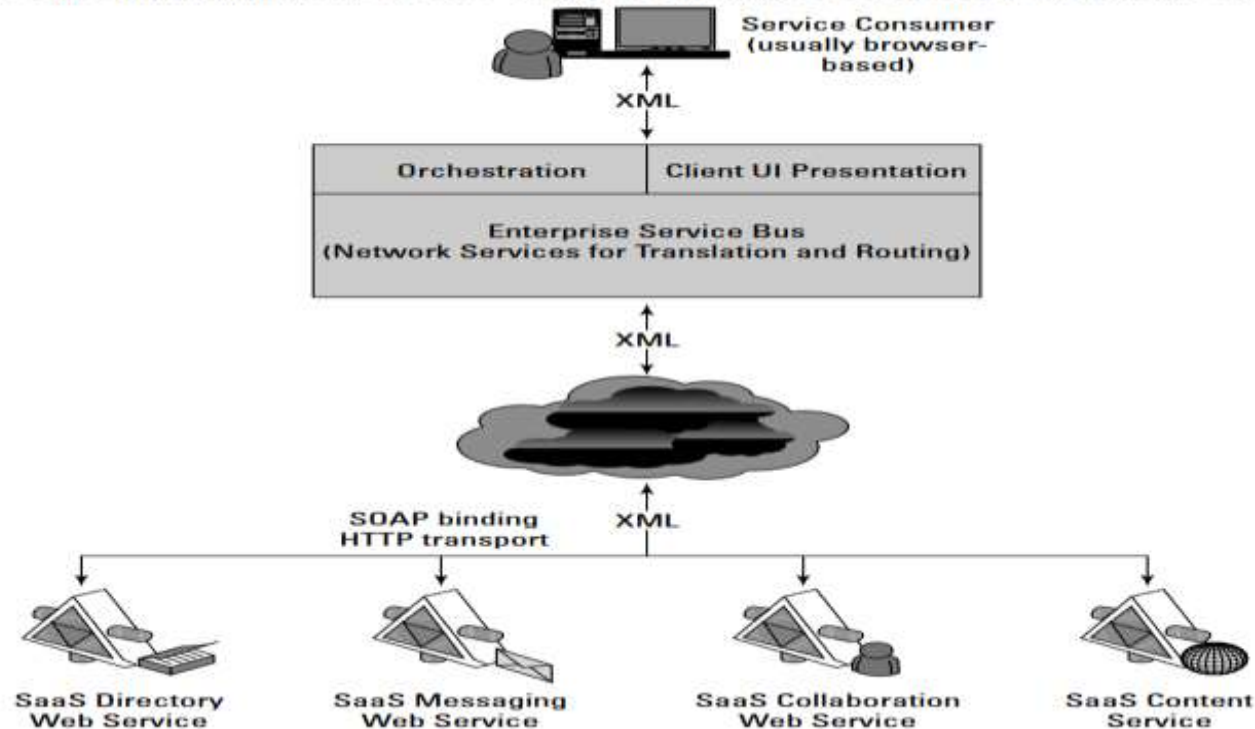 Service Consumer
(usually browser-
based)
XML
Orchestration
Client UI Presentation
Enterprise Service Bus
(Network Services for Translation and Routing)
XML
SOAP binding
HTTP transport
XML
SaaS Directory
Web Service
SaaS Messaging
Web Service
SaaS Collaboration
Web Service
SaaS Content
Service